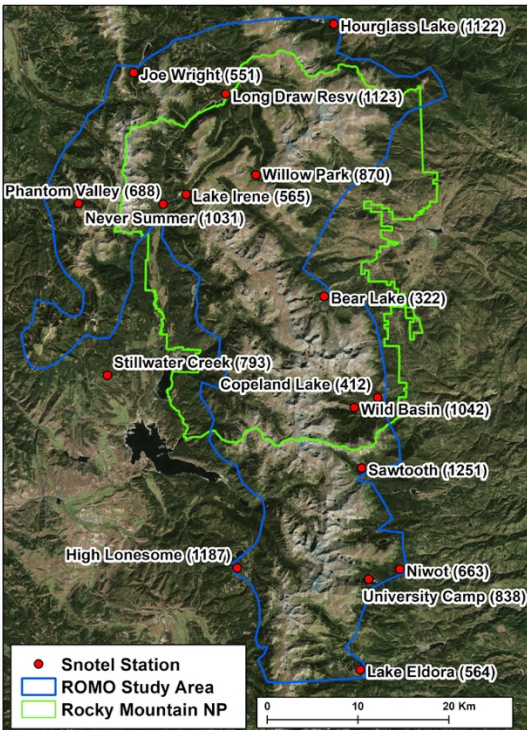 Hourglass Lake (1122)
Joe Wright (551)
Long Draw Resv (1123)
Willow Park (870)
Phantom Valley (688)
Lake Irene (565)
Never Summer (1031)
Bear Lake (322)
Stillwater Creek (793)
Copeland Lake (412)
Wild Basin (1042)
Sawtooth (1251)
High Lonesome (1187)
Niwot (663)
University Camp (838)
Lake Eldora (564)
Snotel Station
ROMO Study Area
Rocky Mountain NP
0 10 20 Km